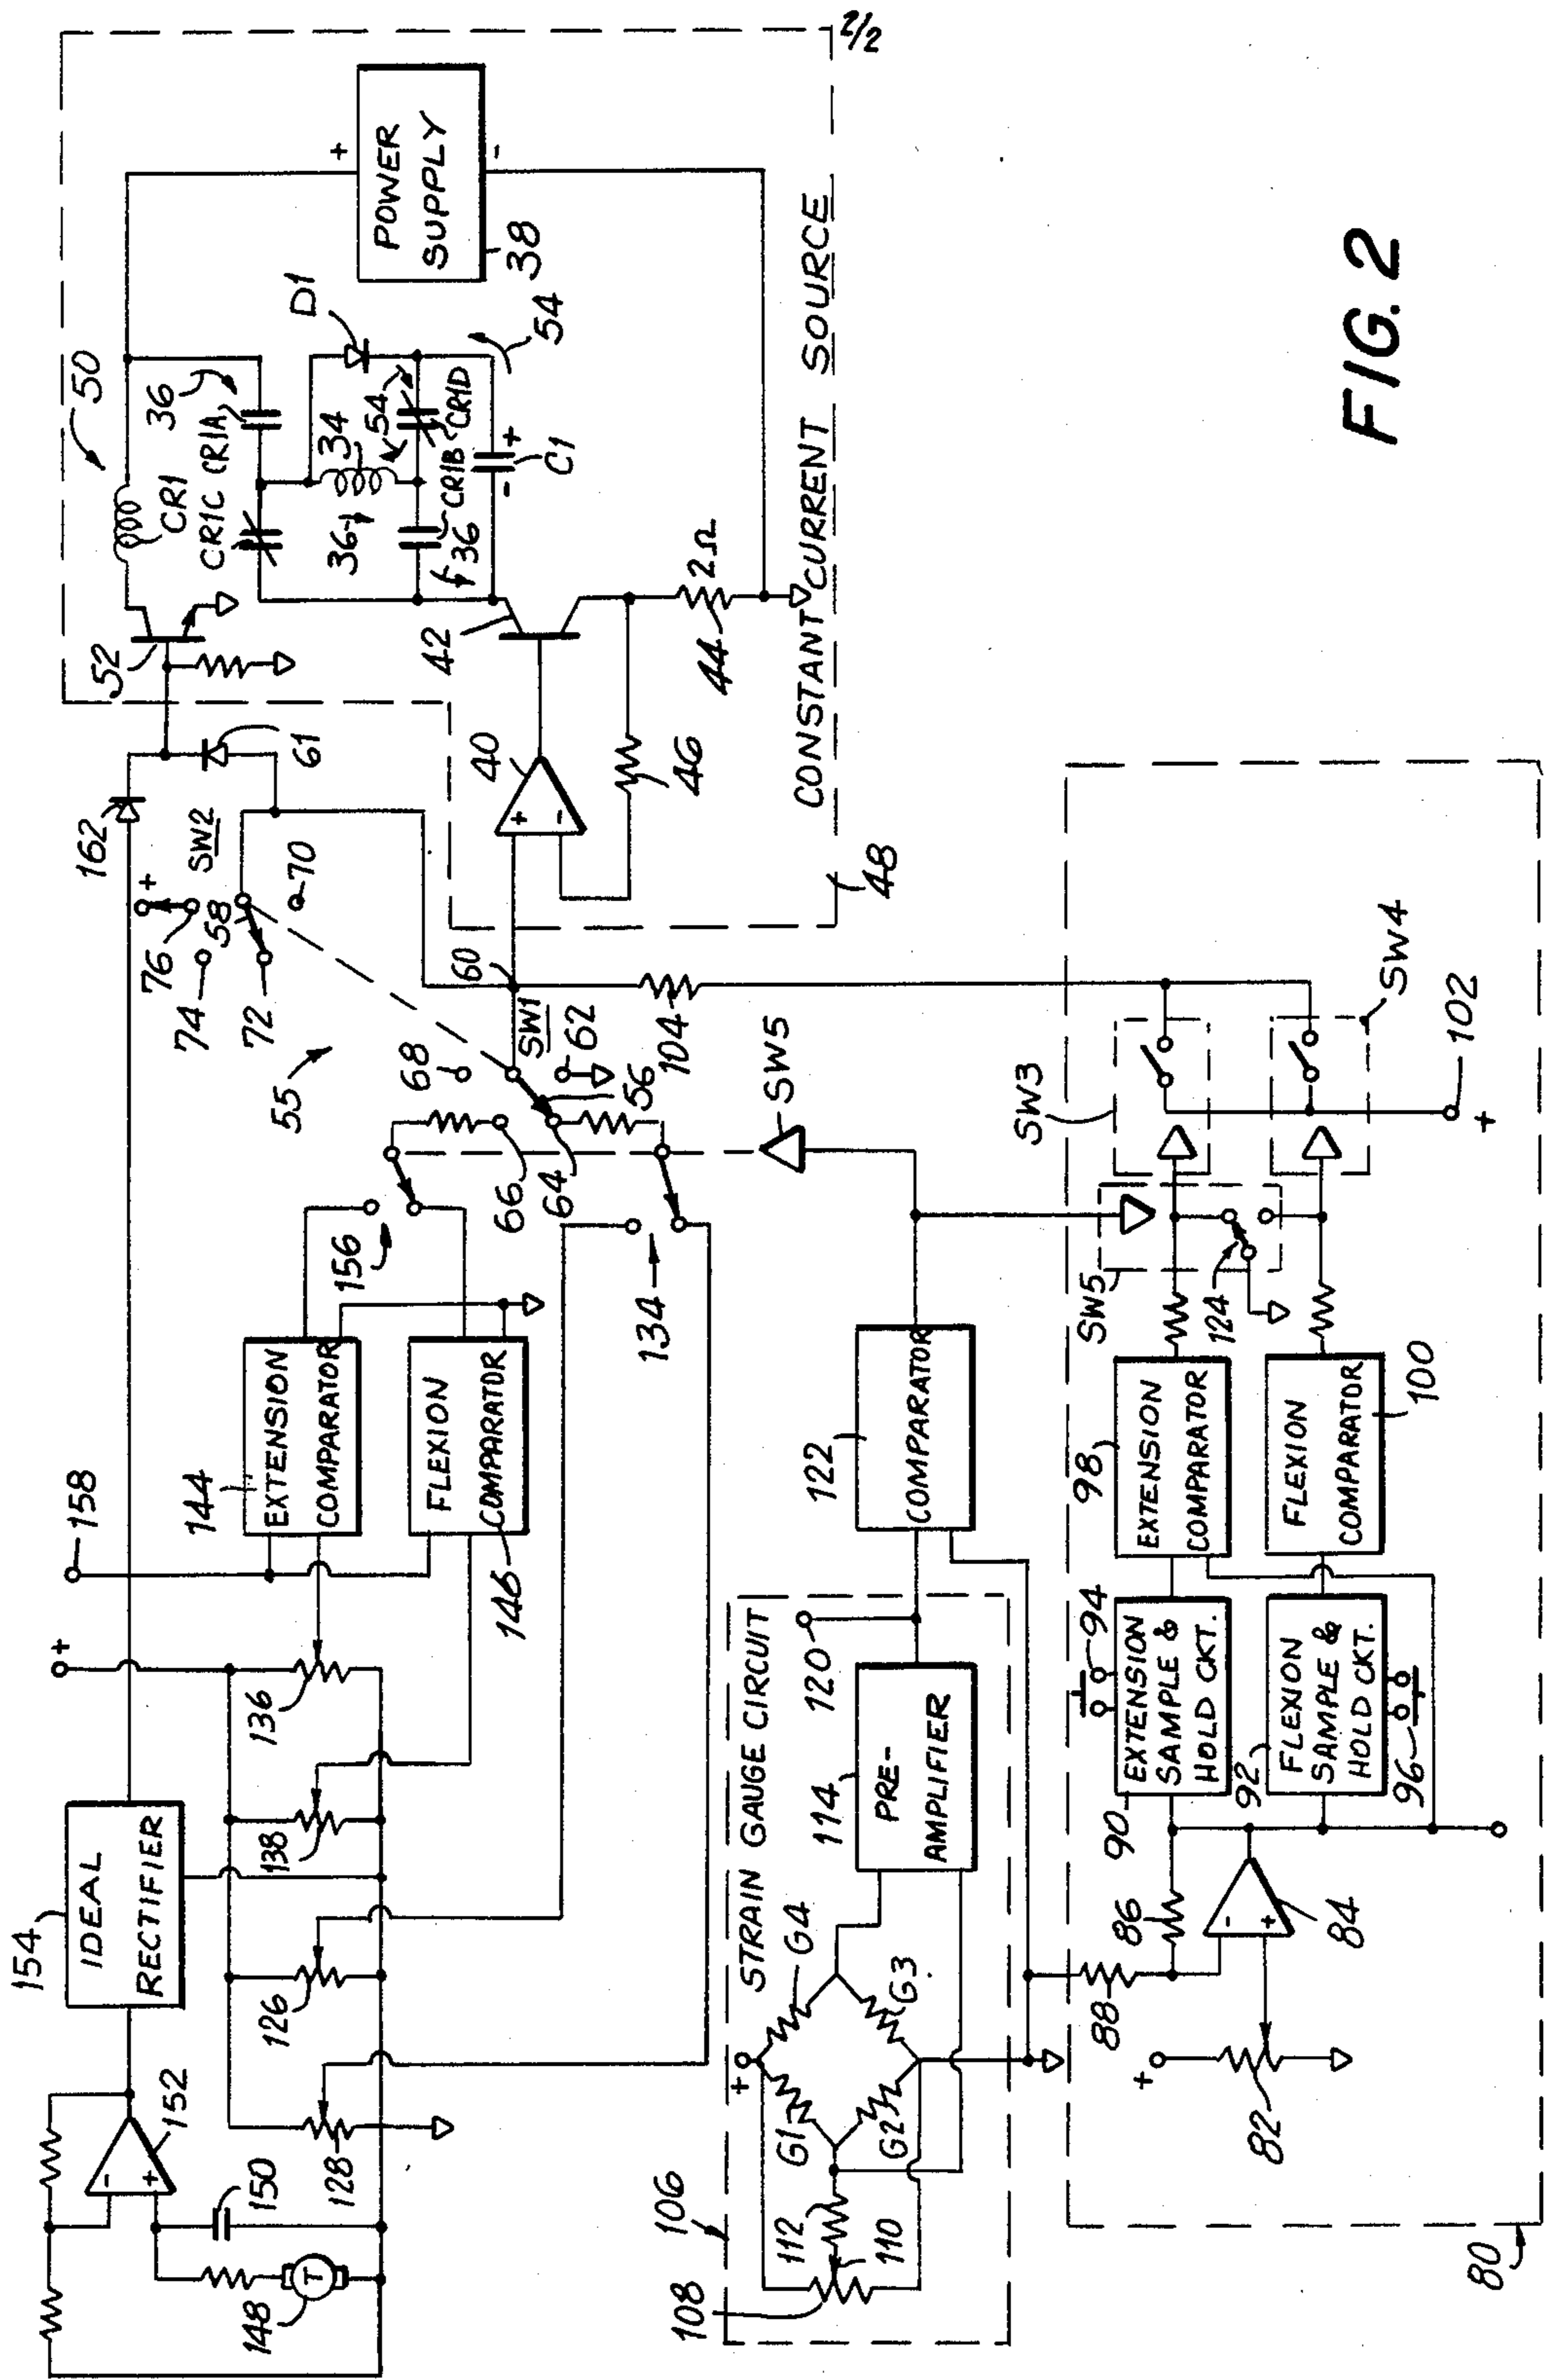 2/2
50
36
CR1
CR1C
CR1A
34
D1
54
36
54
CR1B
CR1D
36
+
-
C1
+
POWER
SUPPLY
-
38
52
42
44
2Ω
CONSTANT CURRENT SOURCE
162
61
+
SW2
76
58
74
70
72
40
+
-
46
48
60
55
68
SW1
62
56
66
64
104
SW5
158
144
EXTENSION
COMPARATOR
FLEXION
COMPARATOR
146
156
134
+
154
IDEAL
RECTIFIER
136
138
126
128
152
-
+
150
T
148
STRAIN GAUGE CIRCUIT
106
+
G4
G3
G1
G2
112
110
108
114
PRE-
AMPLIFIER
120
122
COMPARATOR
SW3
SW4
SW5
124
102
+
98
EXTENSION
COMPARATOR
FLEXION
COMPARATOR
100
94
EXTENSION
SAMPLE &
HOLD CKT.
90
92
FLEXION
SAMPLE &
HOLD CKT.
96
86
-
+
84
88
+
82
80
FIG. 2